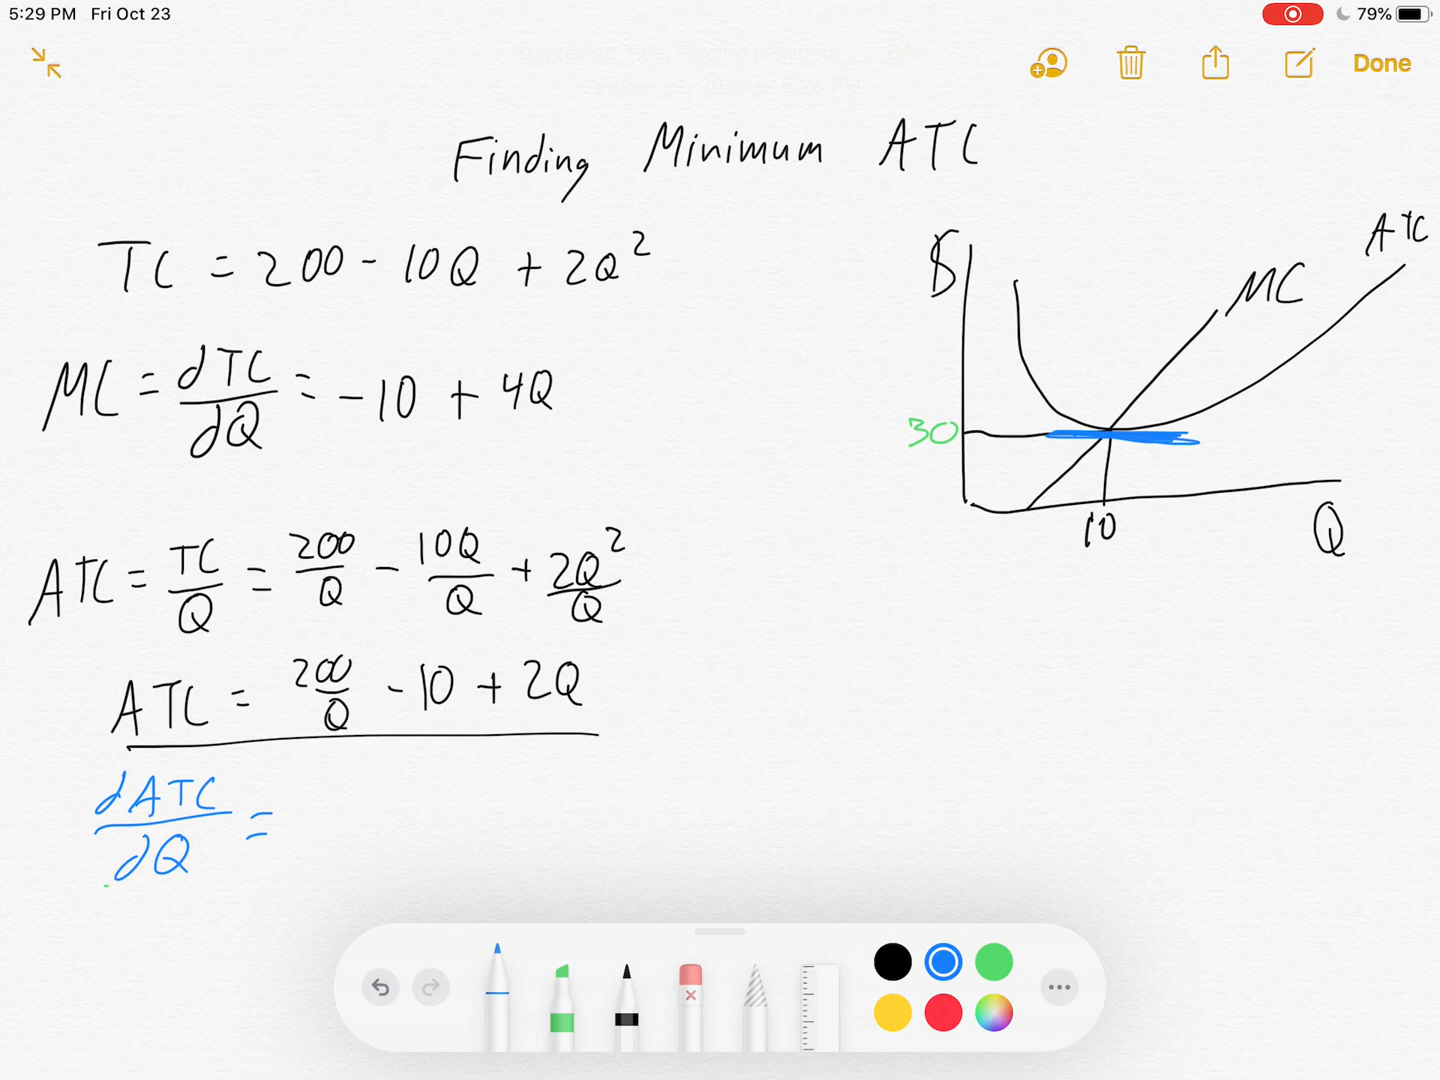 5:29 PM Fri Oct 23
79%
Done
Finding Minimum ATC
TC = 200 - 10Q + 2Q²
MC = dTC/dQ = -10 + 4Q
ATC = TC/Q = 200/Q - 10Q/Q + 2Q²/Q
ATC = 200/Q - 10 + 2Q
dATC/dQ =
$
ATC
MC
30
10
Q